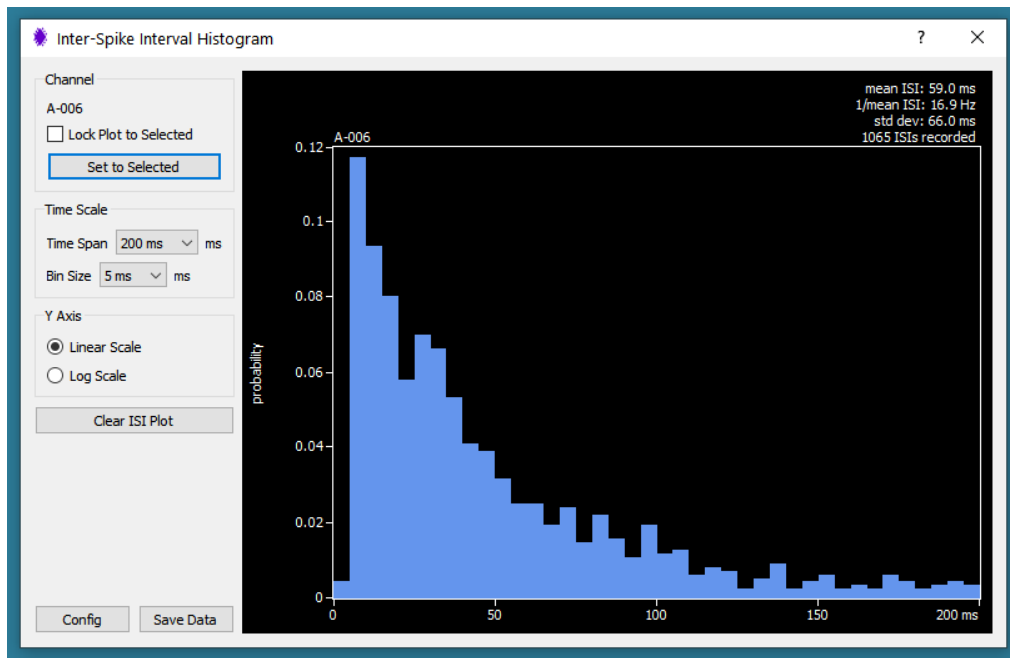 Inter-Spike Interval Histogram
?
Channel
A-006
Lock Plot to Selected
Set to Selected
Time Scale
Time Span 200 ms ms
Bin Size 5 ms ms
Y Axis
Linear Scale
Log Scale
Clear ISI Plot
Config Save Data
mean ISI: 59.0 ms
1/mean ISI: 16.9 Hz
std dev: 66.0 ms
1065 ISIs recorded
A-006
0.12
0.1
0.08
0.06
0.04
0.02
0
probability
0 50 100 150 200 ms